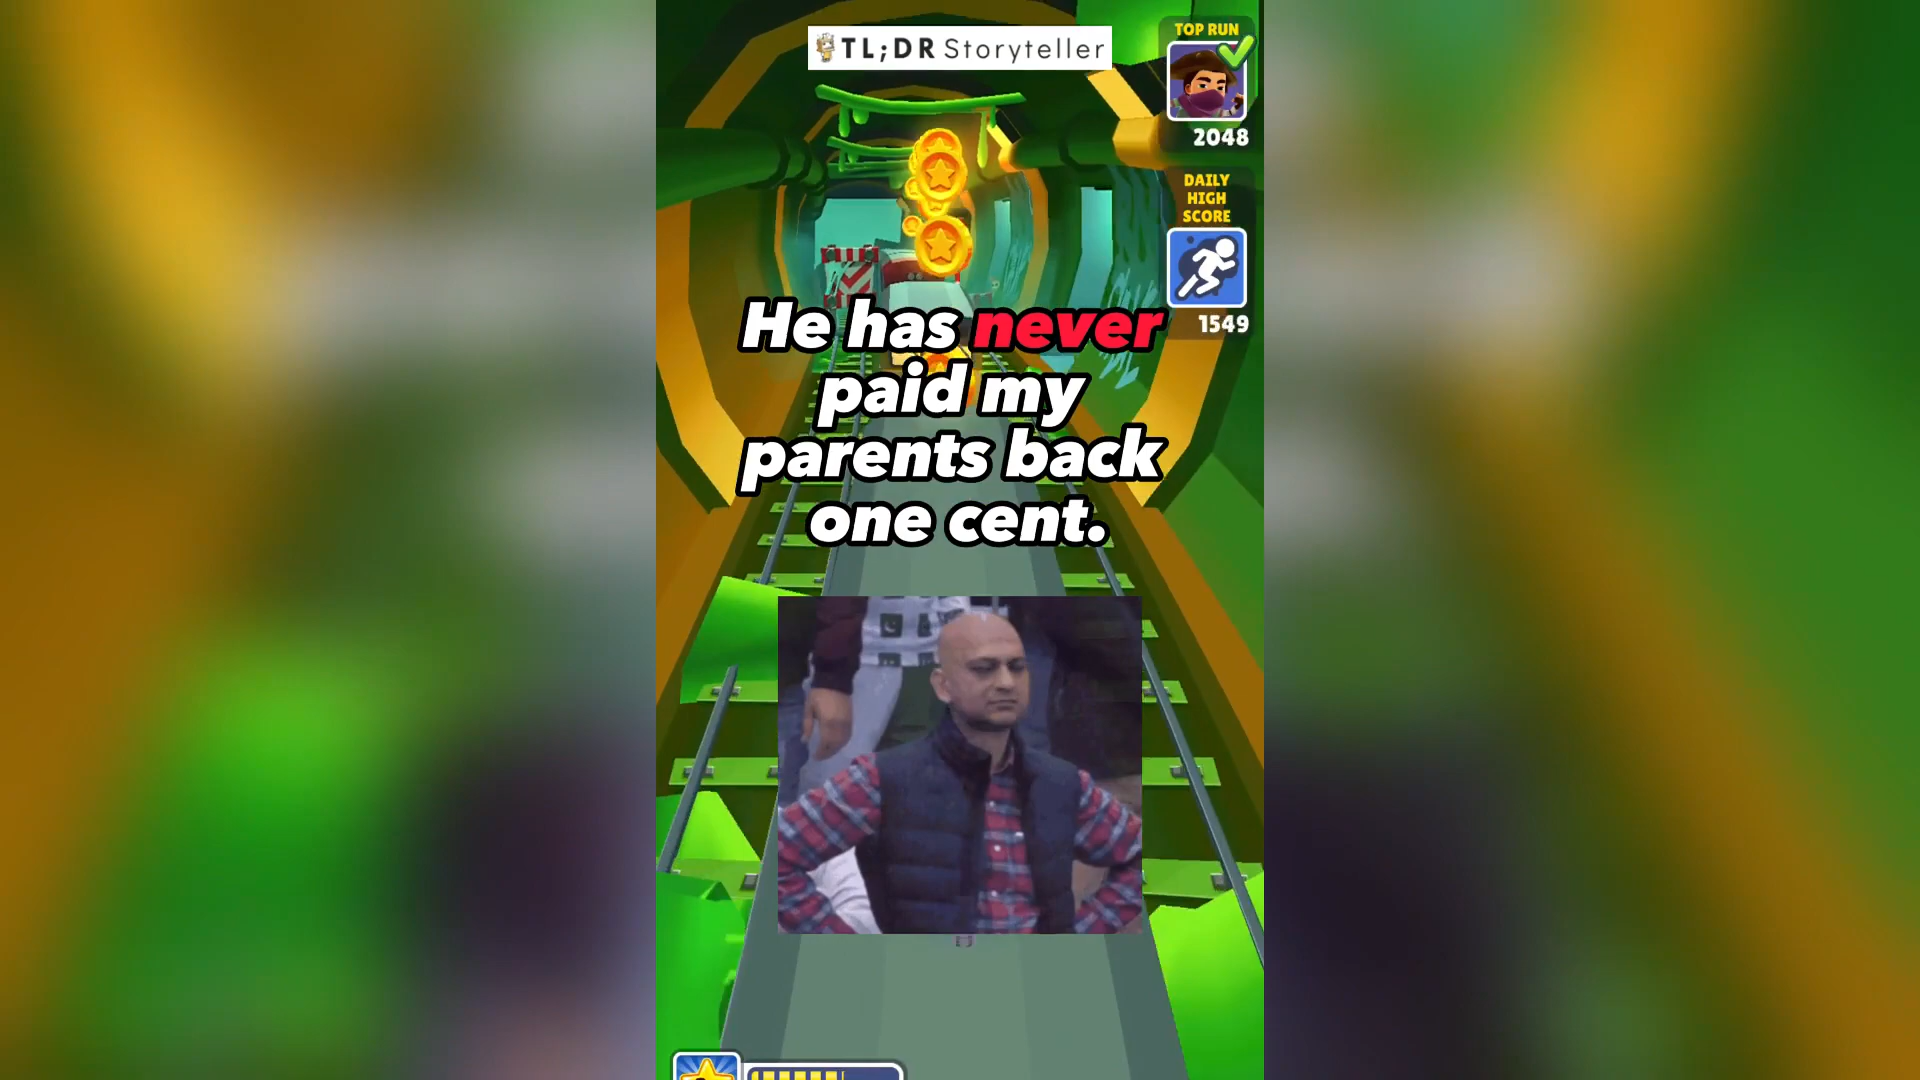 TL;DR Storyteller
TOP RUN
2048
DAILY
HIGH
SCORE
1549
He has never
paid my
parents back
one cent.